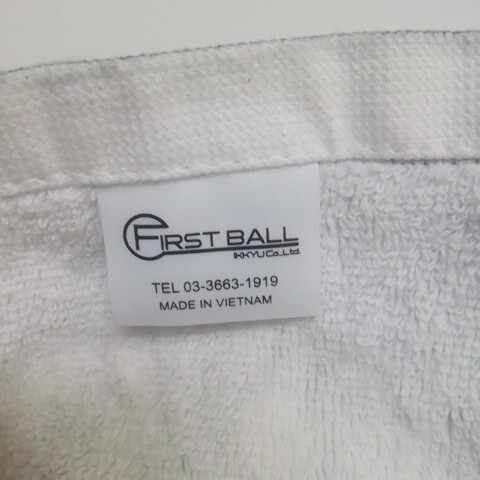 FIRST BALL
IKKYU Co.,Ltd.
TEL 03-3663-1919
MADE IN VIETNAM